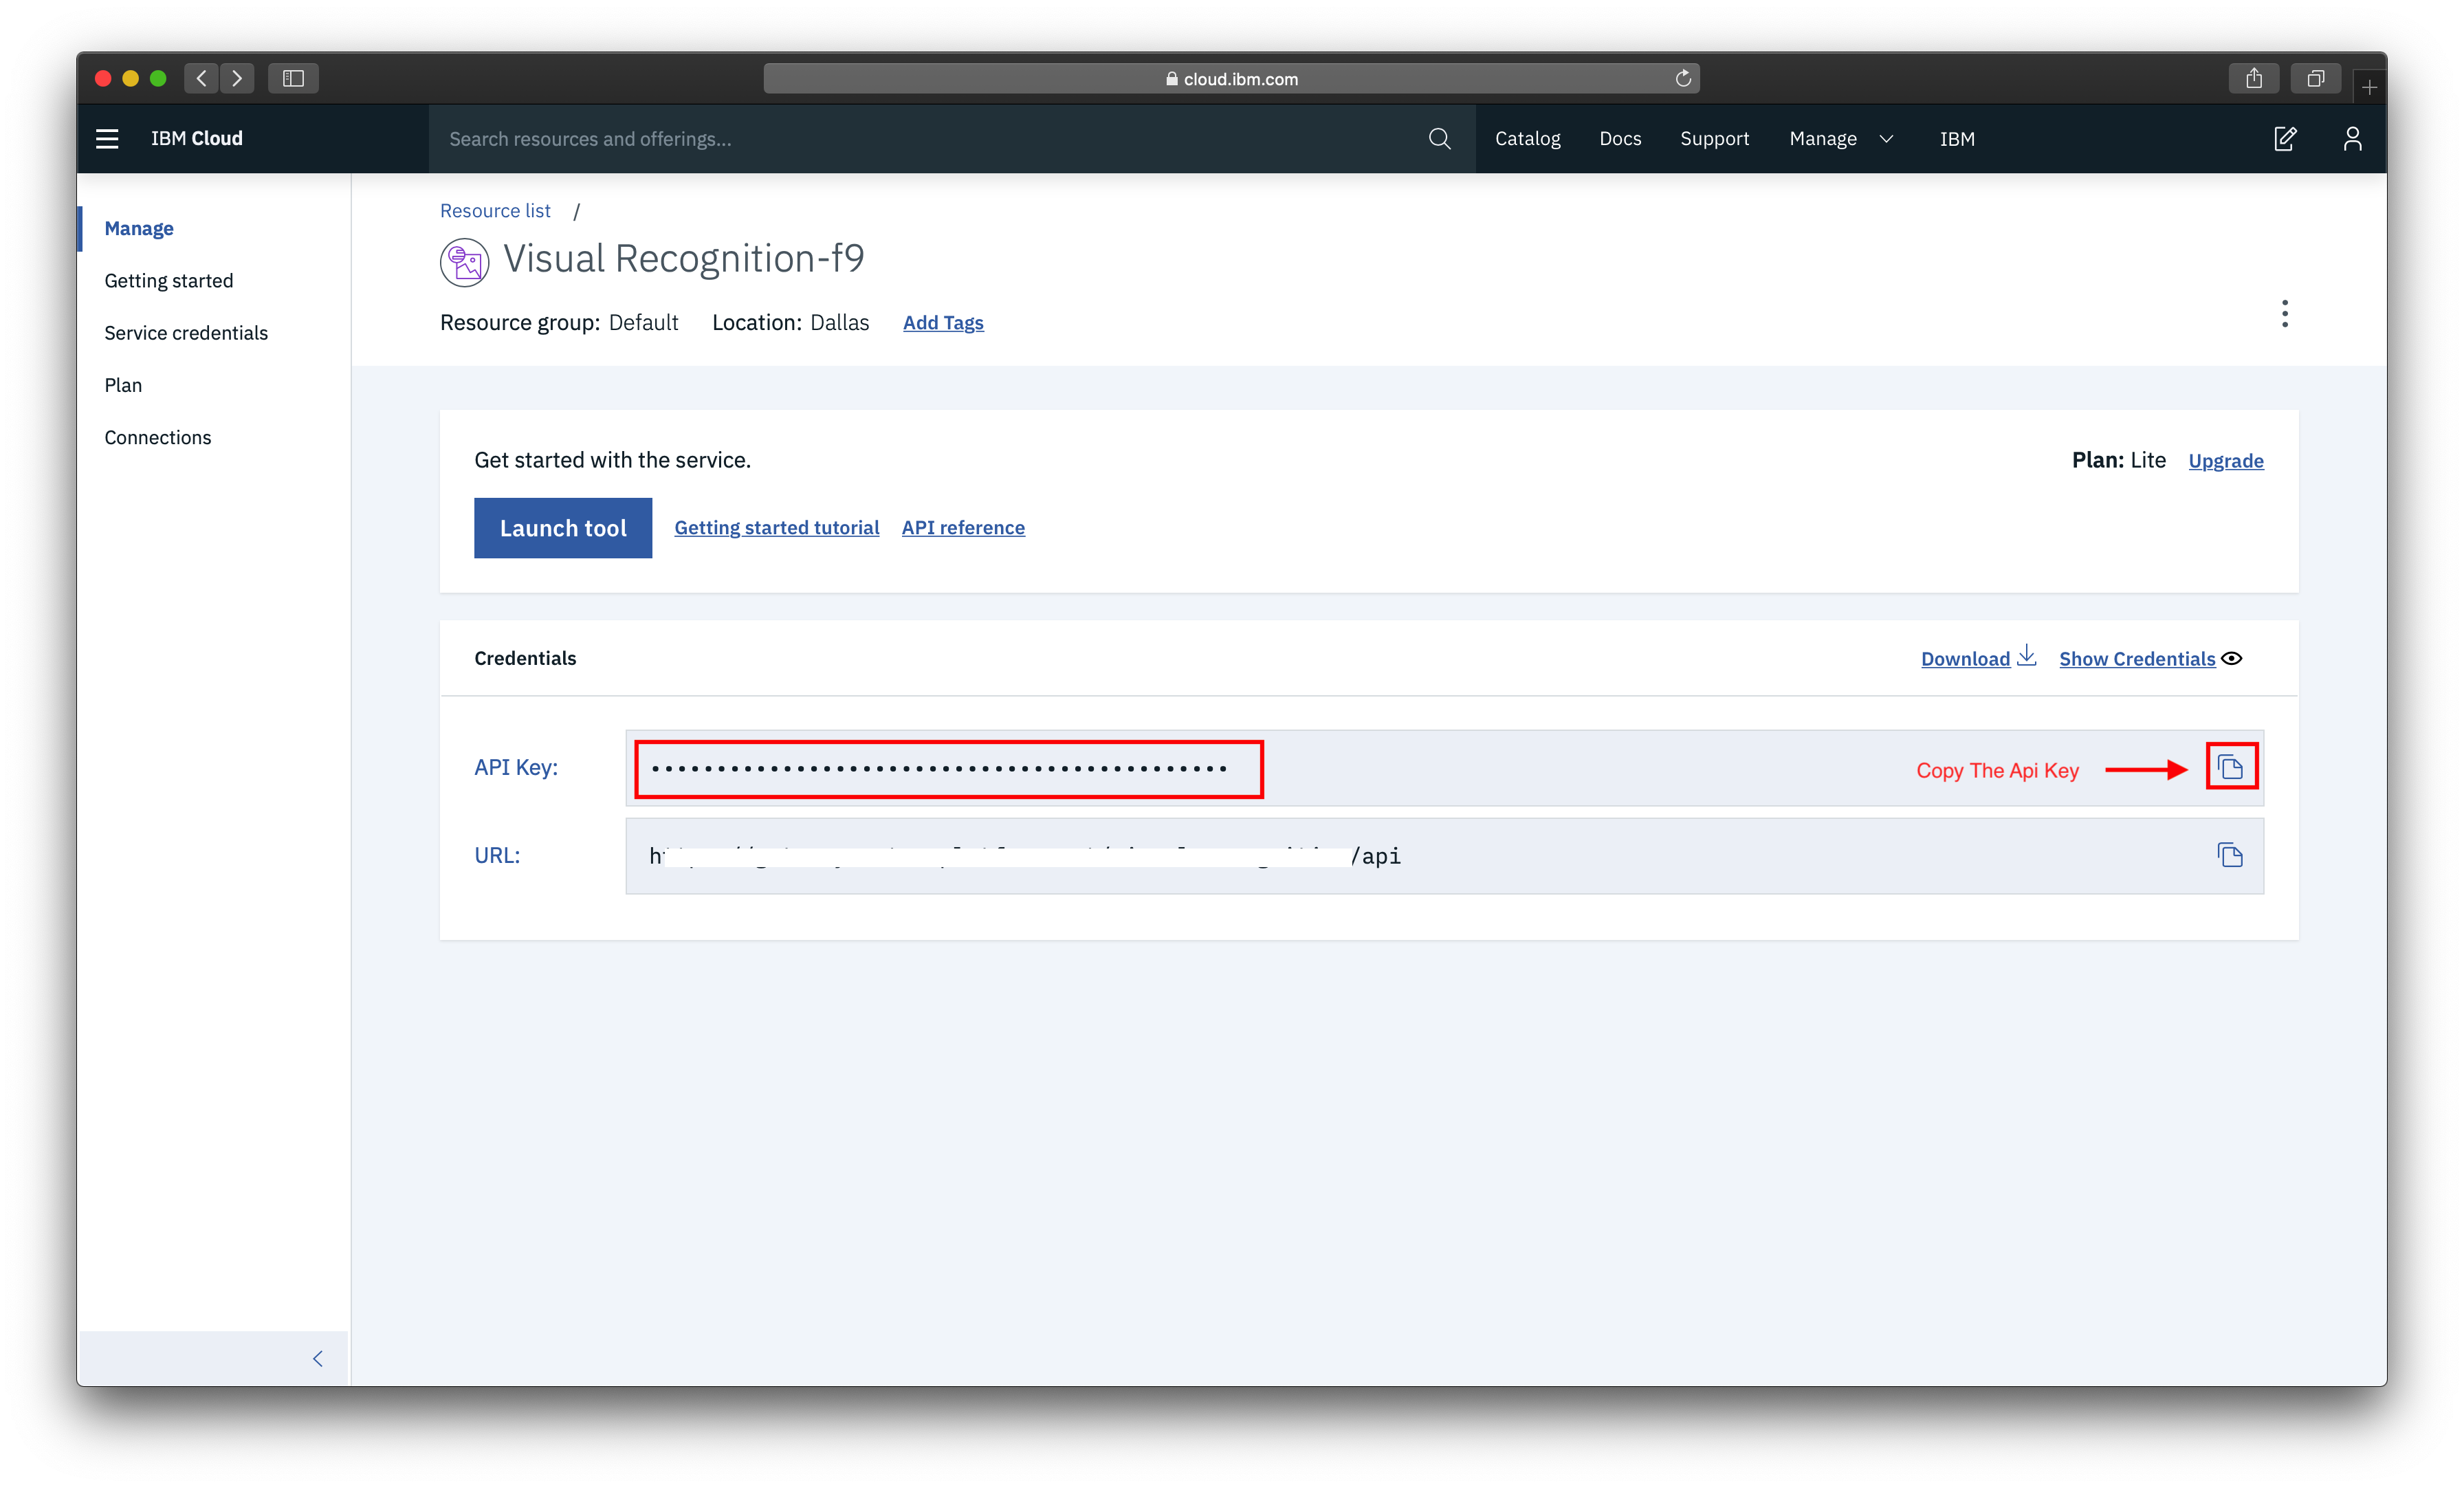 cloud.ibm.com
IBM Cloud
Search resources and offerings...
Catalog
Docs
Support
Manage
IBM
Manage
Getting started
Service credentials
Plan
Connections
Resource list /
Visual Recognition-f9
Resource group: Default Location: Dallas Add Tags
Get started with the service.
Plan: Lite Upgrade
Launch tool
Getting started tutorial
API reference
Credentials
Download
Show Credentials
API Key: ••••••••••••••••••••••••••••••••••••••••••••
Copy The Api Key
URL:
/api